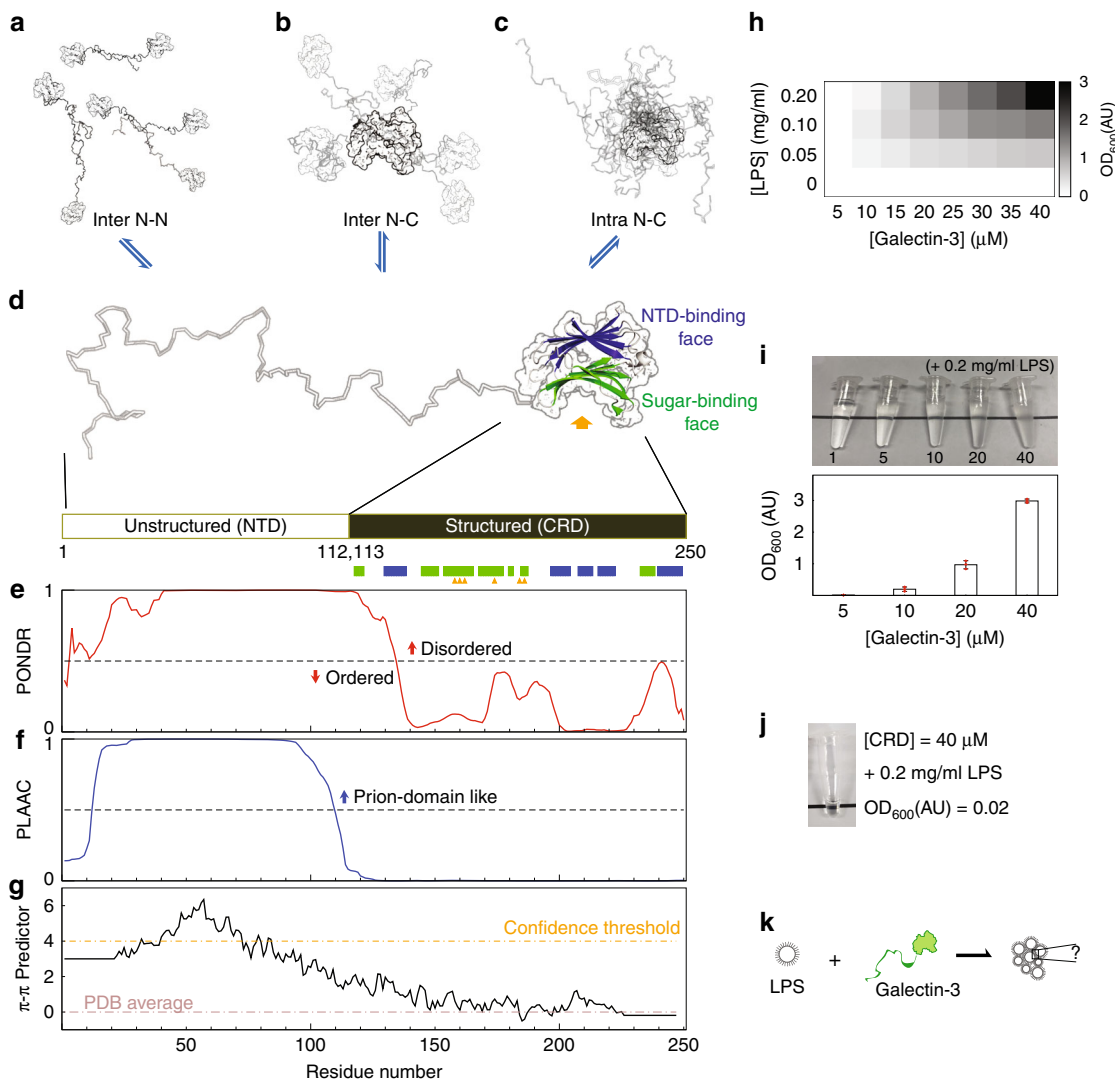 a
b
c
Inter N-N
Inter N-C
Intra N-C
d
NTD-binding
face
Sugar-binding
face
Unstructured (NTD)
Structured (CRD)
1
112,113
250
e
1
PONDR
Disordered
Ordered
0
f
1
PLAAC
Prion-domain like
0
g
π-π Predictor
6
4
2
0
Confidence threshold
PDB average
50
100
150
200
250
Residue number
h
[LPS] (mg/ml)
0.20
0.10
0.05
0
5 10 15 20 25 30 35 40
[Galectin-3] (μM)
3
2
1
0
OD600(AU)
i
(+ 0.2 mg/ml LPS)
1 5 10 20 40
OD600 (AU)
3
2
1
5 10 20 40
[Galectin-3] (μM)
j
[CRD] = 40 μM
+ 0.2 mg/ml LPS
OD600(AU) = 0.02
k
LPS
+
Galectin-3
?